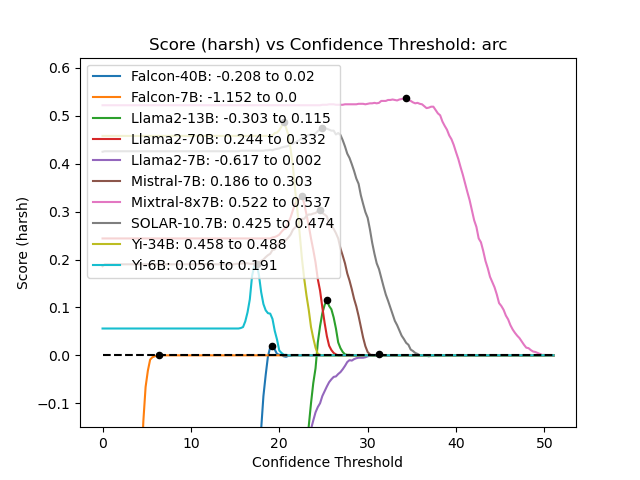 Score (harsh) vs Confidence Threshold: arc
Score (harsh)
0.6
0.5
0.4
0.3
0.2
0.1
0.0
−0.1
Falcon-40B: -0.208 to 0.02
Falcon-7B: -1.152 to 0.0
Llama2-13B: -0.303 to 0.115
Llama2-70B: 0.244 to 0.332
Llama2-7B: -0.617 to 0.002
Mistral-7B: 0.186 to 0.303
Mixtral-8x7B: 0.522 to 0.537
SOLAR-10.7B: 0.425 to 0.474
Yi-34B: 0.458 to 0.488
Yi-6B: 0.056 to 0.191
0 10 20 30 40 50
Confidence Threshold